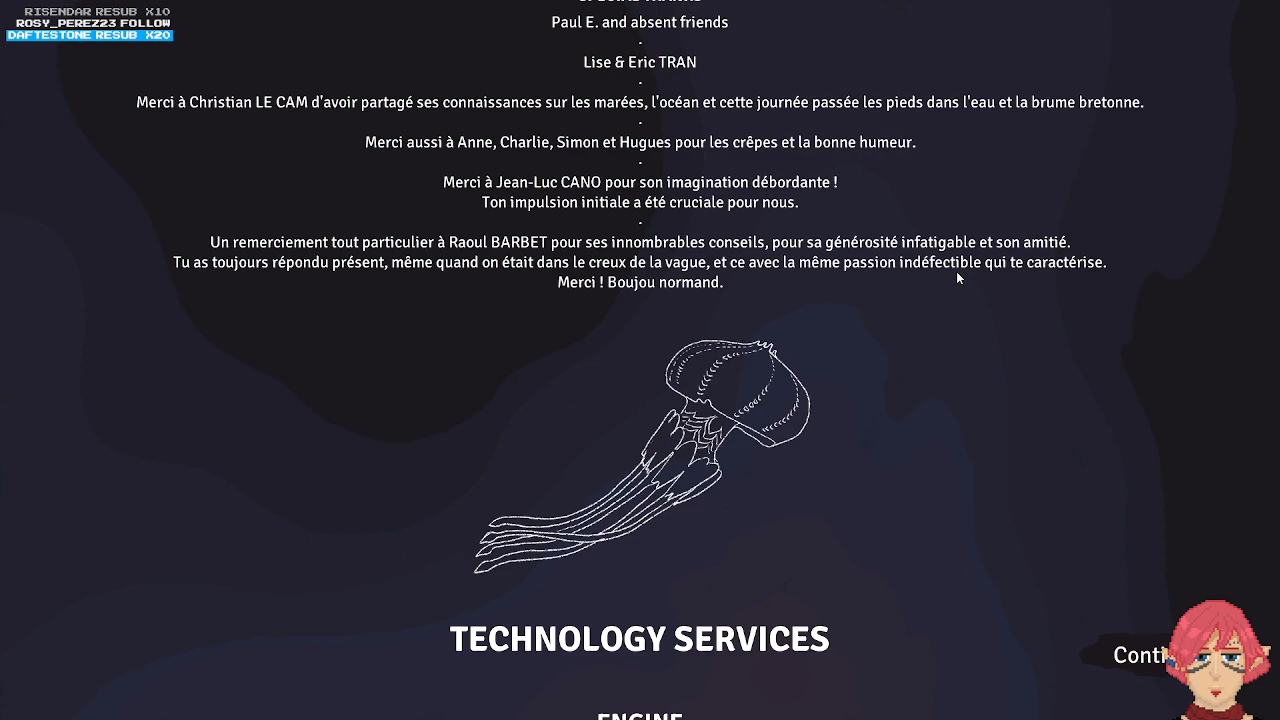 RISENDAR RESUB X10
ROSY_PEREZ23 FOLLOW
DAFTESTONE RESUB X20
SPECIAL THANKS
Paul E. and absent friends
-
Lise & Eric TRAN
-
Merci à Christian LE CAM d'avoir partagé ses connaissances sur les marées, l'océan et cette journée passée les pieds dans l'eau et la brume bretonne.
-
Merci aussi à Anne, Charlie, Simon et Hugues pour les crêpes et la bonne humeur.
-
Merci à Jean-Luc CANO pour son imagination débordante !
Ton impulsion initiale a été cruciale pour nous.
-
Un remerciement tout particulier à Raoul BARBET pour ses innombrables conseils, pour sa générosité infatigable et son amitié.
Tu as toujours répondu présent, même quand on était dans le creux de la vague, et ce avec la même passion indéfectible qui te caractérise.
Merci ! Boujou normand.
TECHNOLOGY SERVICES
Conti
ENGINE